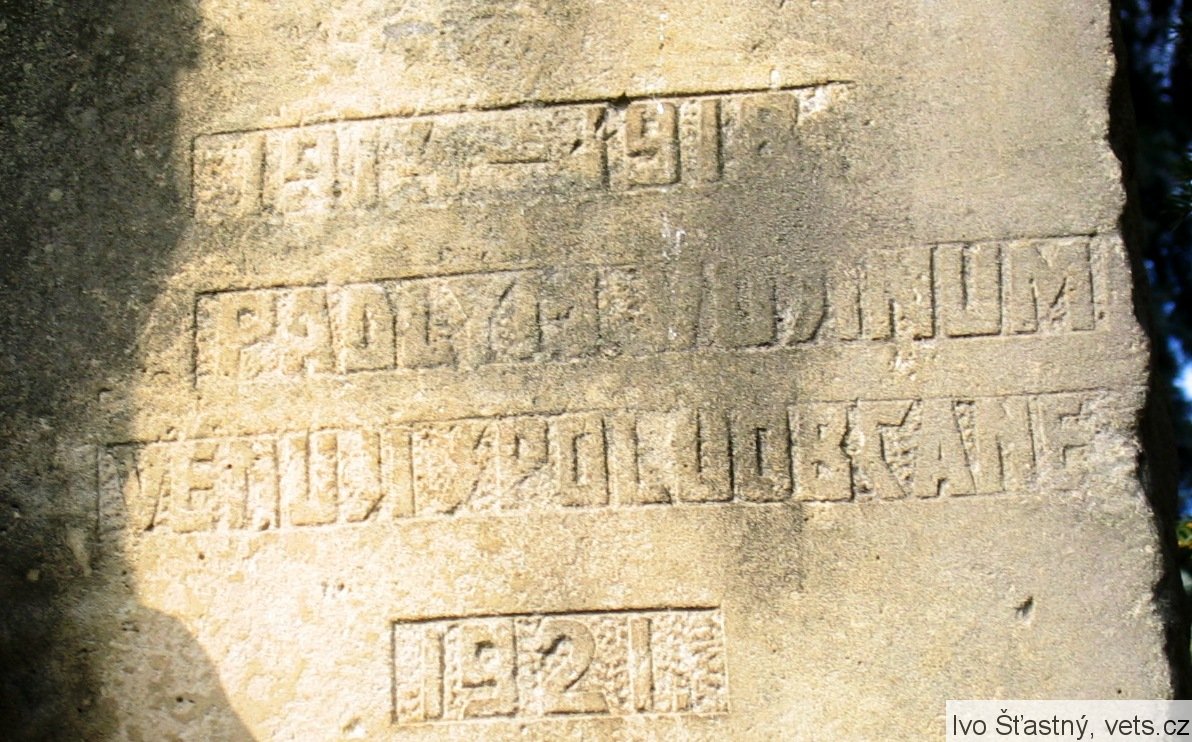 1914–1918
PADLÝM HRDINŮM
VĚNUJÍ SPOLUOBČANÉ
1921.
Ivo Šťastný, vets.cz